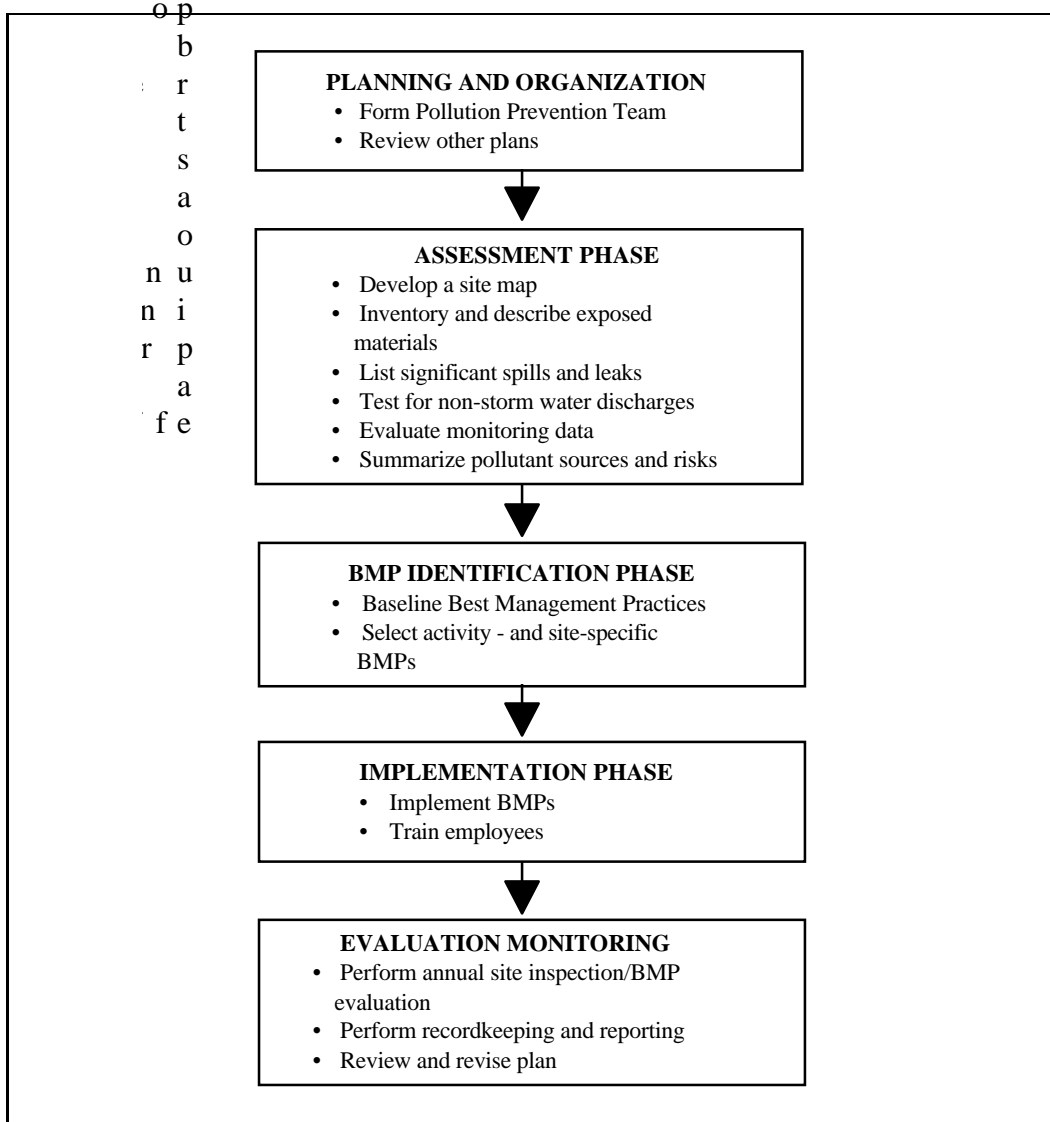 o p
b
r
t
s
a
o
n u
n i
r p
a
f e
PLANNING AND ORGANIZATION
• Form Pollution Prevention Team
• Review other plans
ASSESSMENT PHASE
• Develop a site map
• Inventory and describe exposed
materials
• List significant spills and leaks
• Test for non-storm water discharges
• Evaluate monitoring data
• Summarize pollutant sources and risks
BMP IDENTIFICATION PHASE
• Baseline Best Management Practices
• Select activity - and site-specific
BMPs
IMPLEMENTATION PHASE
• Implement BMPs
• Train employees
EVALUATION MONITORING
• Perform annual site inspection/BMP
evaluation
• Perform recordkeeping and reporting
• Review and revise plan